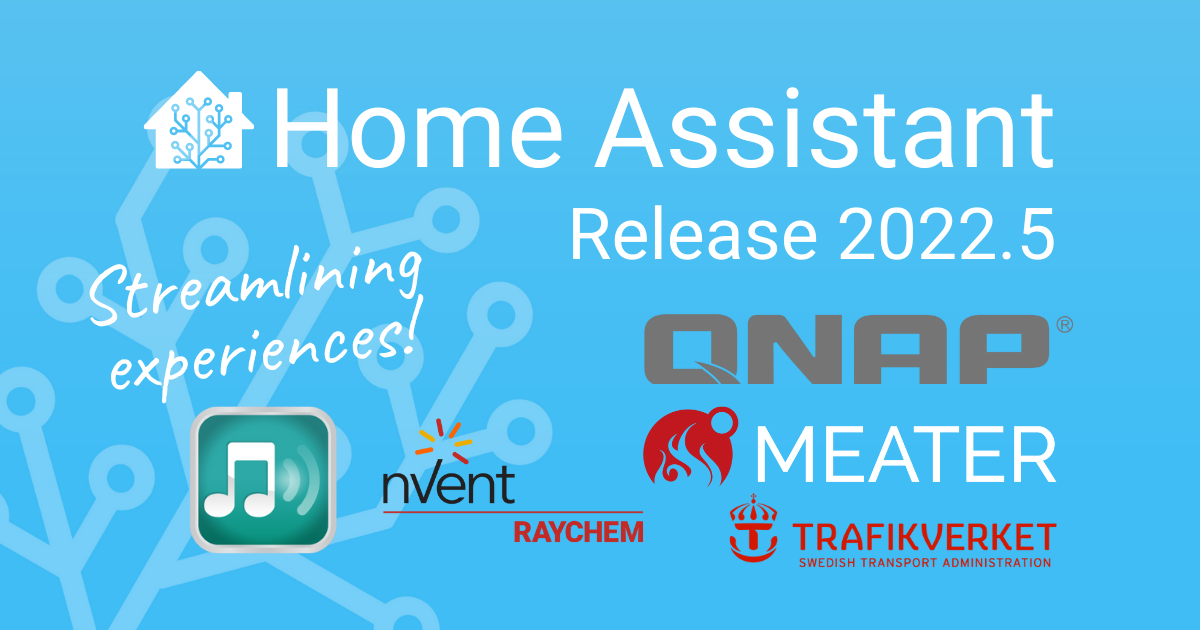 Home Assistant
Release 2022.5
Streamlining
experiences!
QNAP®
MEATER
nVent
RAYCHEM
TRAFIKVERKET
SWEDISH TRANSPORT ADMINISTRATION